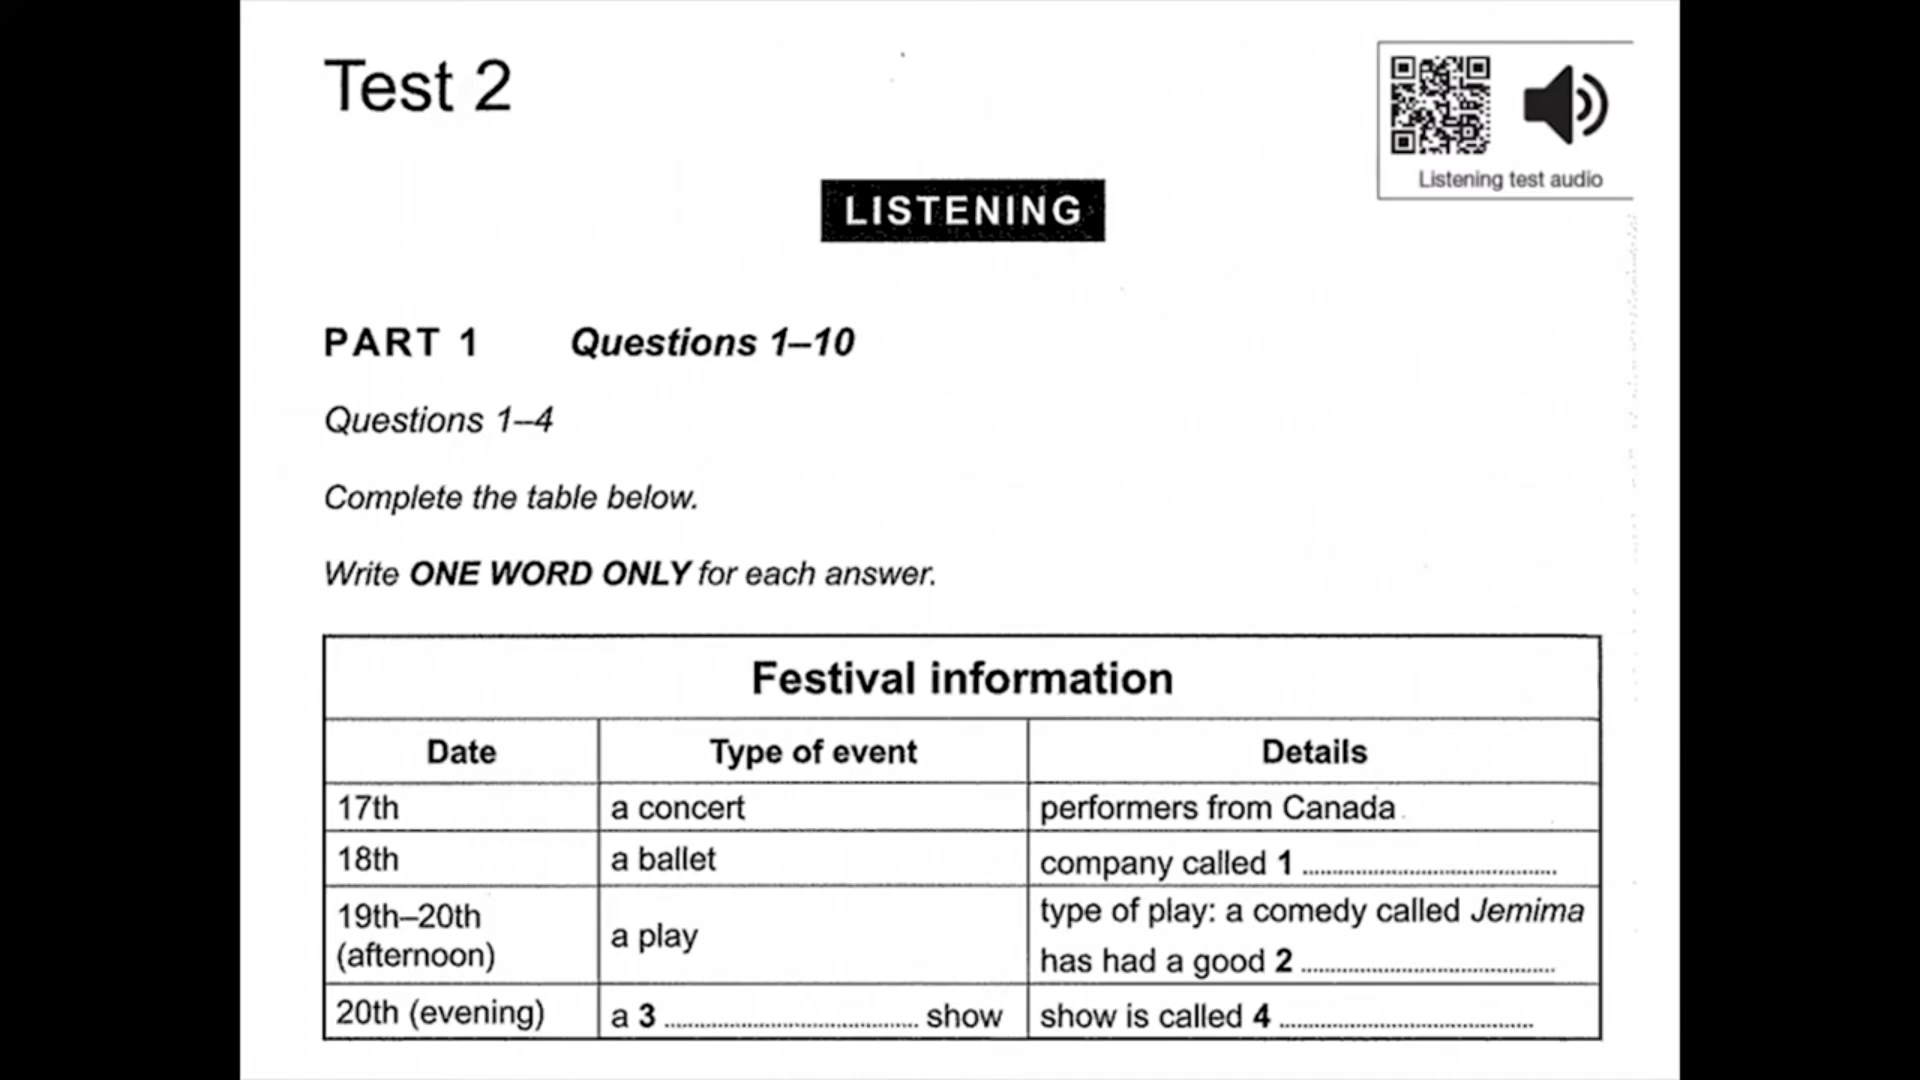 Test 2
Listening test audio
LISTENING
PART 1 Questions 1–10
Questions 1–4
Complete the table below.
Write ONE WORD ONLY for each answer.
Festival information
Date Type of event Details
17th a concert performers from Canada
18th a ballet company called 1 ........................................
19th–20th (afternoon) a play type of play: a comedy called Jemima
has had a good 2 ........................................
20th (evening) a 3 ........................................ show show is called 4 ........................................